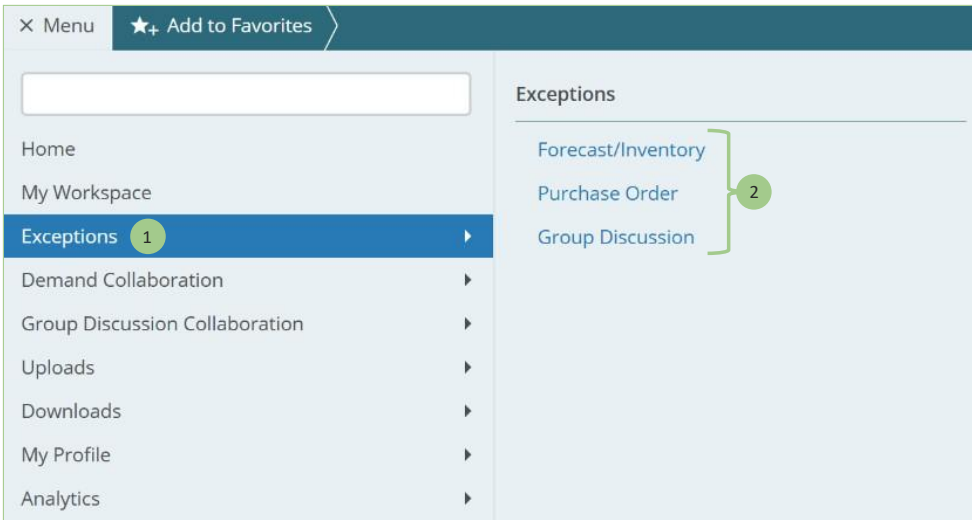 × Menu
★+ Add to Favorites
Home
My Workspace
Exceptions 1
Demand Collaboration
Group Discussion Collaboration
Uploads
Downloads
My Profile
Analytics
Exceptions
Forecast/Inventory
Purchase Order
Group Discussion
2